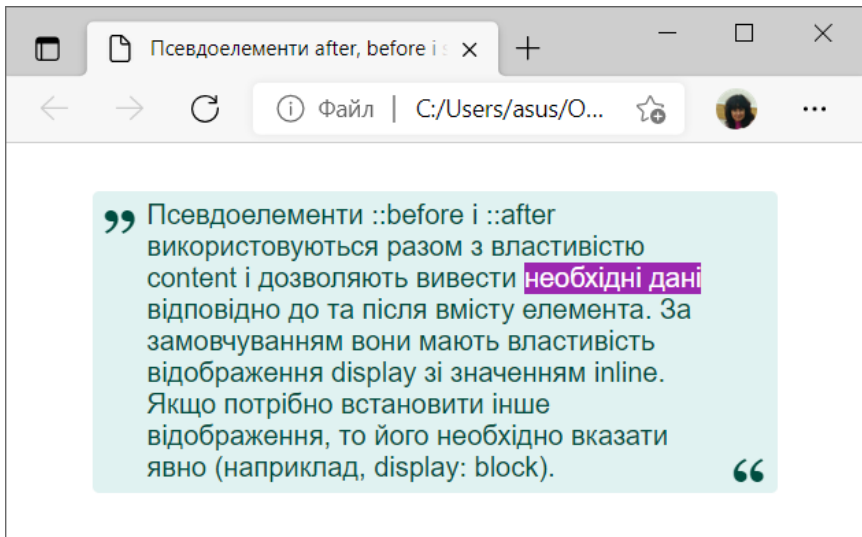 Псевдоелементи after, before і s
Файл | C:/Users/asus/O...
❟❟ Псевдоелементи ::before і ::after
використовуються разом з властивістю
content і дозволяють вивести необхідні дані
відповідно до та після вмісту елемента. За
замовчуванням вони мають властивість
відображення display зі значенням inline.
Якщо потрібно встановити інше
відображення, то його необхідно вказати
явно (наприклад, display: block). “